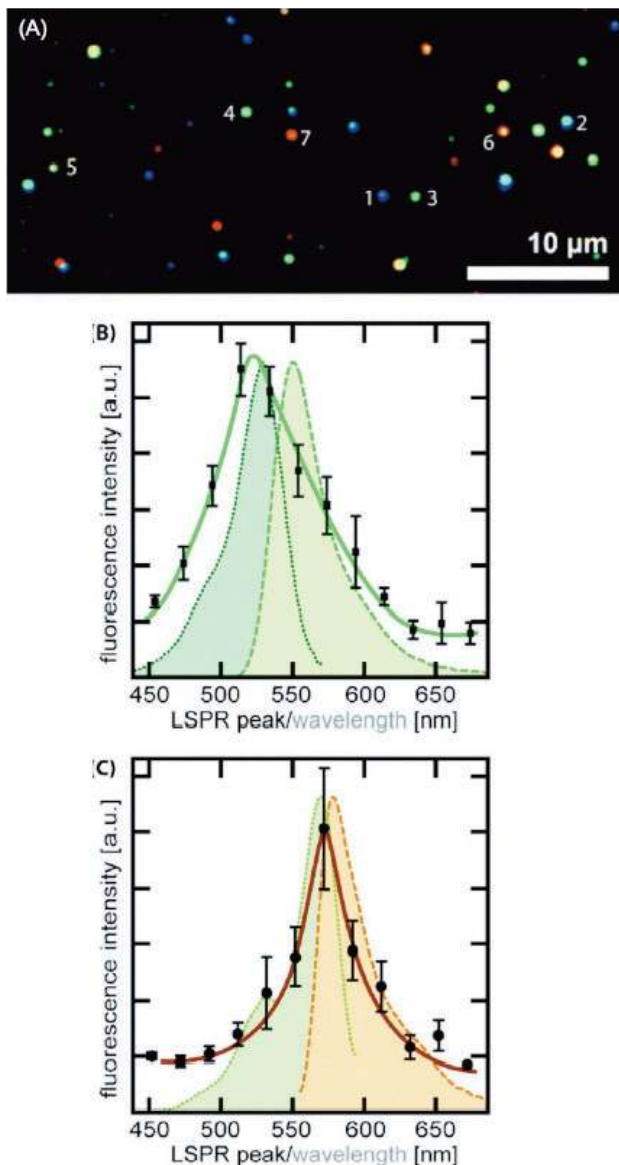 (A)
4
7
2
6
5
1 3
10 µm
(B)
fluorescence intensity [a.u.]
450 500 550 600 650
LSPR peak/wavelength [nm]
(C)
fluorescence intensity [a.u.]
450 500 550 600 650
LSPR peak/wavelength [nm]